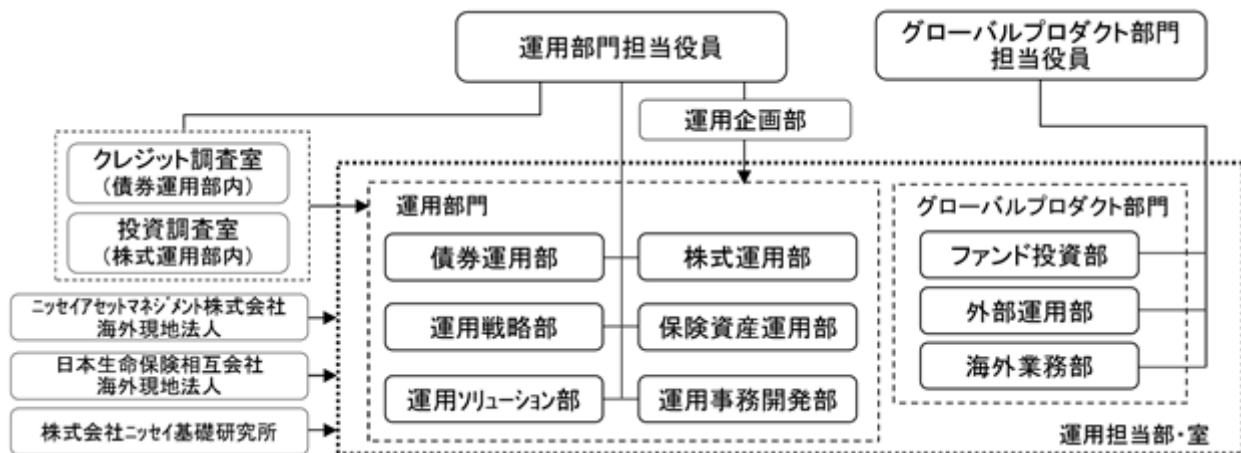 運用部門担当役員
グローバルプロダクト部門
担当役員
運用企画部
クレジット調査室
(債券運用部内)
投資調査室
(株式運用部内)
運用部門
債券運用部
株式運用部
運用戦略部
保険資産運用部
運用ソリューション部
運用事務開発部
グローバルプロダクト部門
ファンド投資部
外部運用部
海外業務部
ニッセイアセットマネジメント株式会社
海外現地法人
日本生命保険相互会社
海外現地法人
株式会社ニッセイ基礎研究所
運用担当部・室